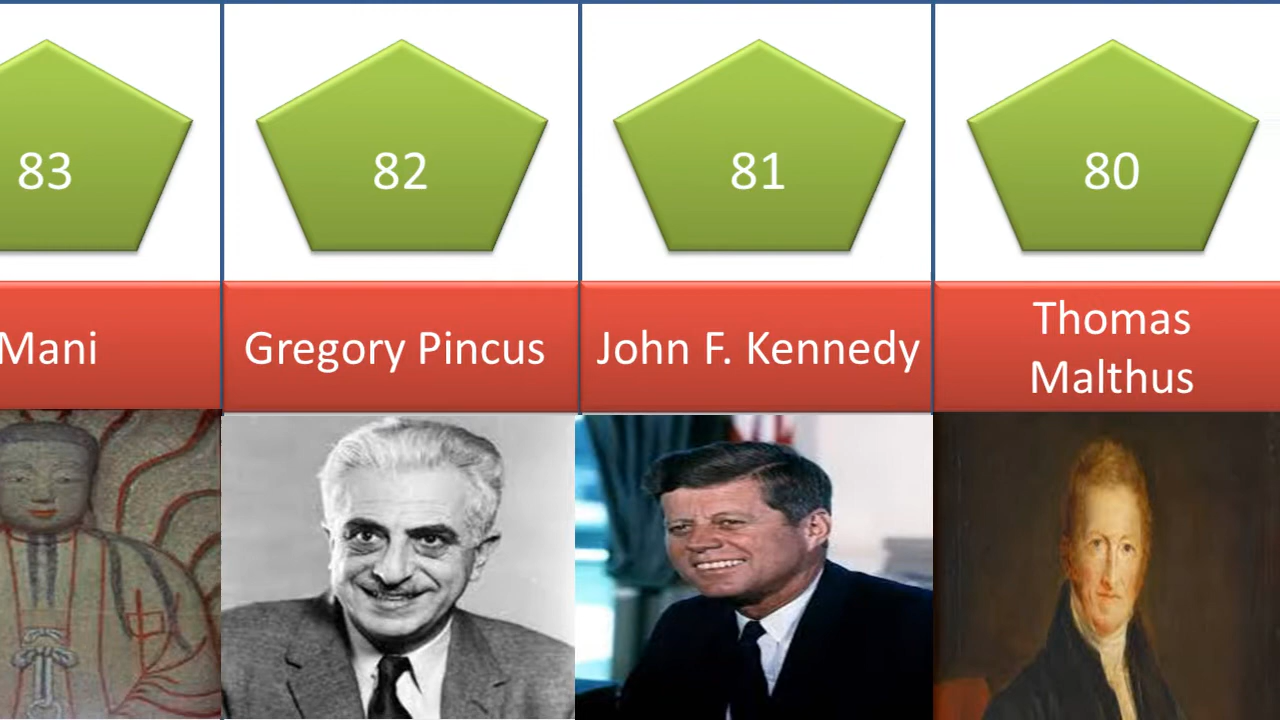 83
82
81
80
Mani
Gregory Pincus
John F. Kennedy
Thomas
Malthus